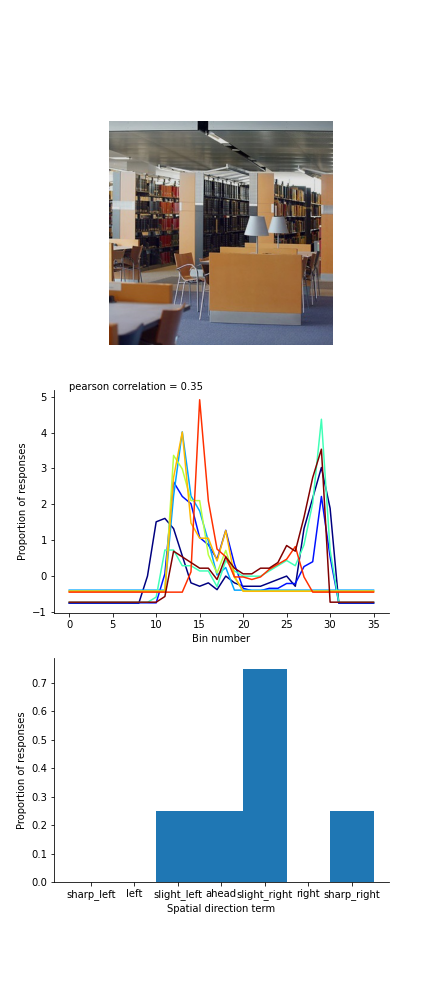 pearson correlation = 0.35
Proportion of responses
5
4
3
2
1
0
−1
0 5 10 15 20 25 30 35
Bin number
Proportion of responses
0.7
0.6
0.5
0.4
0.3
0.2
0.1
0.0
sharp_left left slight_left ahead slight_right right sharp_right
Spatial direction term